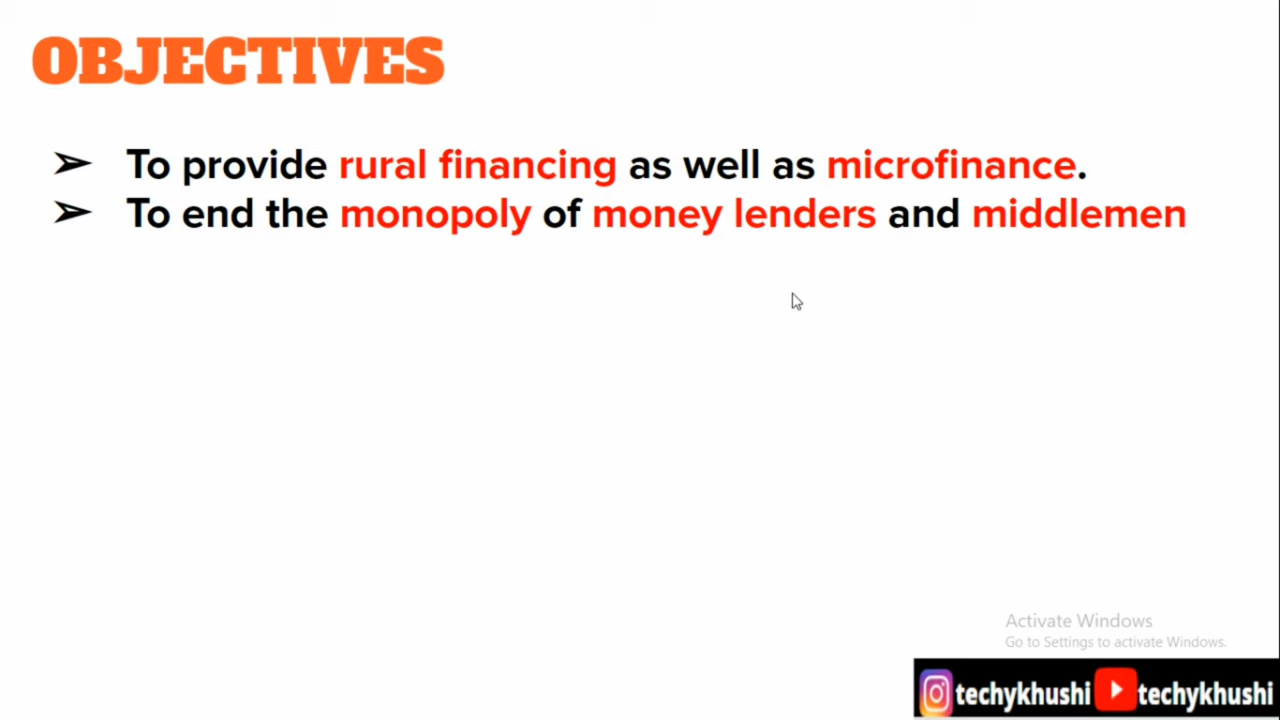 OBJECTIVES
➢ To provide rural financing as well as microfinance.
➢ To end the monopoly of money lenders and middlemen
Activate Windows
Go to Settings to activate Windows.
techykhushi techykhushi